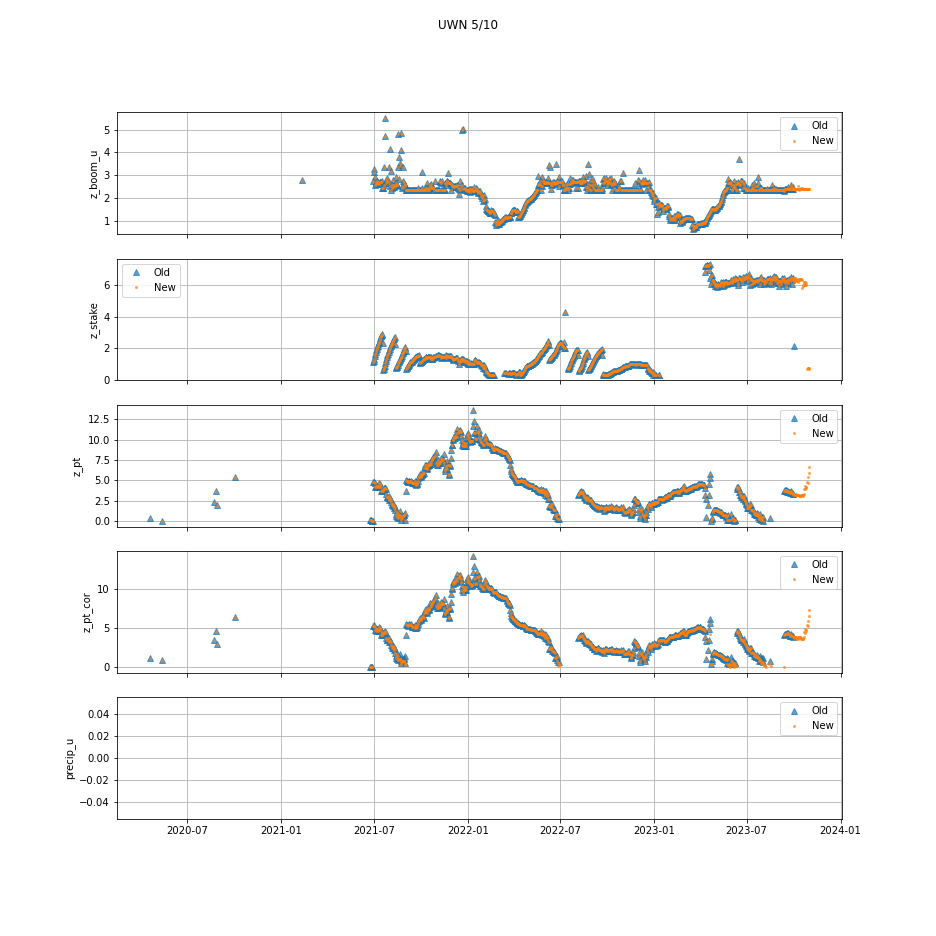 UWN 5/10
z_boom_u
5
4
3
2
1
Old
New
z_stake
6
4
2
0
Old
New
z_pt
12.5
10.0
7.5
5.0
2.5
0.0
Old
New
z_pt_cor
10
5
0
Old
New
precip_u
0.04
0.02
0.00
−0.02
−0.04
Old
New
2020-07 2021-01 2021-07 2022-01 2022-07 2023-01 2023-07 2024-01